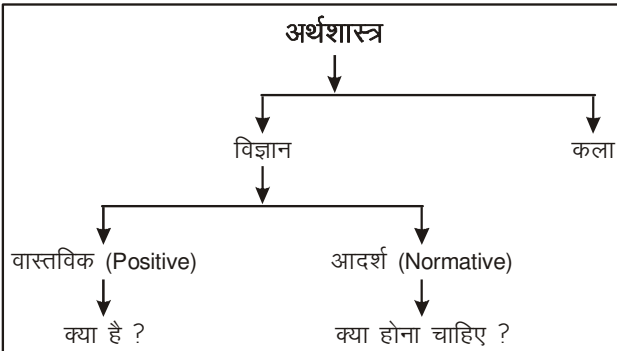 अर्थशास्त्र
विज्ञान कला
वास्तविक (Positive) आदर्श (Normative)
क्या है ? क्या होना चाहिए ?